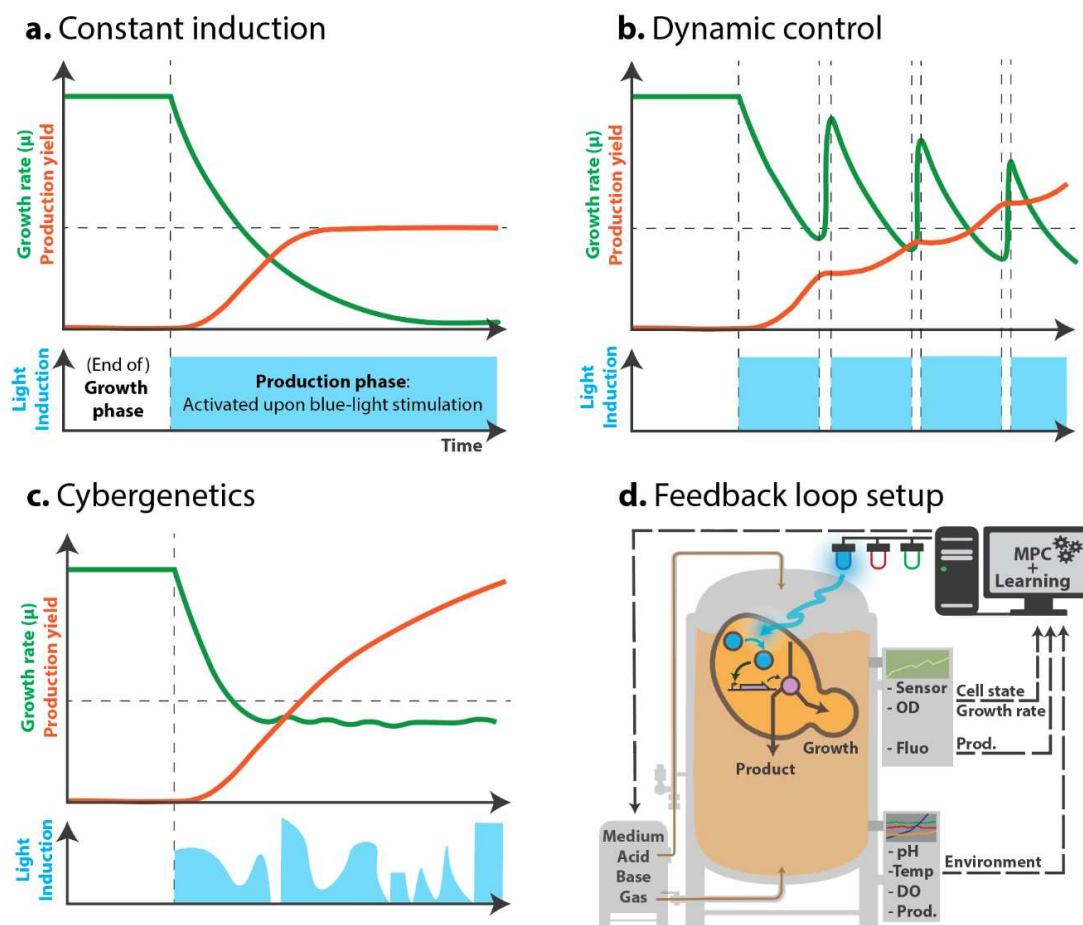 a. Constant induction
Growth rate (μ)
Production yield
Light
Induction
(End of)
Growth
phase
Production phase:
Activated upon blue-light stimulation
Time
b. Dynamic control
Growth rate (μ)
Production yield
Light
Induction
c. Cybergenetics
Growth rate (μ)
Production yield
Light
Induction
d. Feedback loop setup
MPC
+
Learning
- Sensor
- OD
- Fluo
Cell state
Growth rate
Prod.
Growth
Product
Medium
Acid
Base
Gas
- pH
-Temp
- DO
- Prod.
Environment